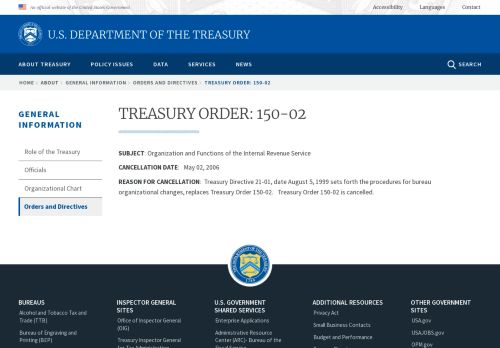 An official website of the United States Government
Accessibility Languages Contact
U.S. DEPARTMENT OF THE TREASURY
ABOUT TREASURY POLICY ISSUES DATA SERVICES NEWS SEARCH
HOME › ABOUT › GENERAL INFORMATION › ORDERS AND DIRECTIVES › TREASURY ORDER: 150-02
GENERAL
INFORMATION
Role of the Treasury
Officials
Organizational Chart
Orders and Directives
TREASURY ORDER: 150-02
SUBJECT: Organization and Functions of the Internal Revenue Service
CANCELLATION DATE: May 02, 2006
REASON FOR CANCELLATION: Treasury Directive 21-01, date August 5, 1999 sets forth the procedures for bureau
organizational changes, replaces Treasury Order 150-02. Treasury Order 150-02 is cancelled.
BUREAUS
Alcohol and Tobacco Tax and
Trade (TTB)
Bureau of Engraving and
Printing (BEP)
INSPECTOR GENERAL
SITES
Office of Inspector General
(OIG)
Treasury Inspector General
U.S. GOVERNMENT
SHARED SERVICES
Enterprise Applications
Administrative Resource
Center (ARC)- Bureau of the
ADDITIONAL RESOURCES
Privacy Act
Small Business Contacts
Budget and Performance
OTHER GOVERNMENT
SITES
USA.gov
USAJOBS.gov
OPM.gov